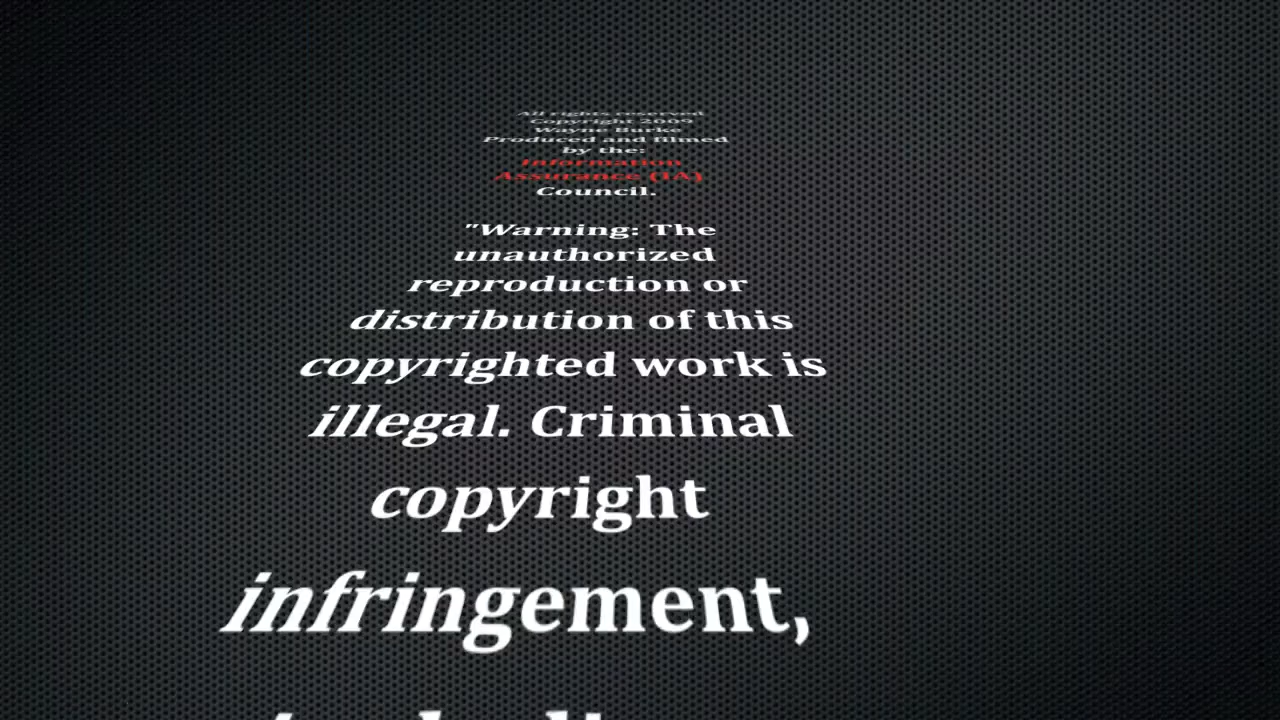 All rights reserved
Copyright 2009
Wayne Burke
Produced and filmed
by the:
Information
Assurance (IA)
Council.
"Warning: The
unauthorized
reproduction or
distribution of this
copyrighted work is
illegal. Criminal
copyright
infringement,